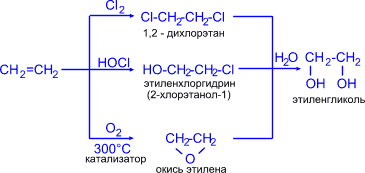 Cl2
Cl-CH2-CH2-Cl
1,2 - дихлорэтан
CH2=CH2
HOCl
HO-CH2-CH2-Cl
этиленхлоргидрин
(2-хлорэтанол-1)
H2O
CH2-CH2
OH OH
этиленгликоль
O2
300°C
катализатор
CH2-CH2
O
окись этилена